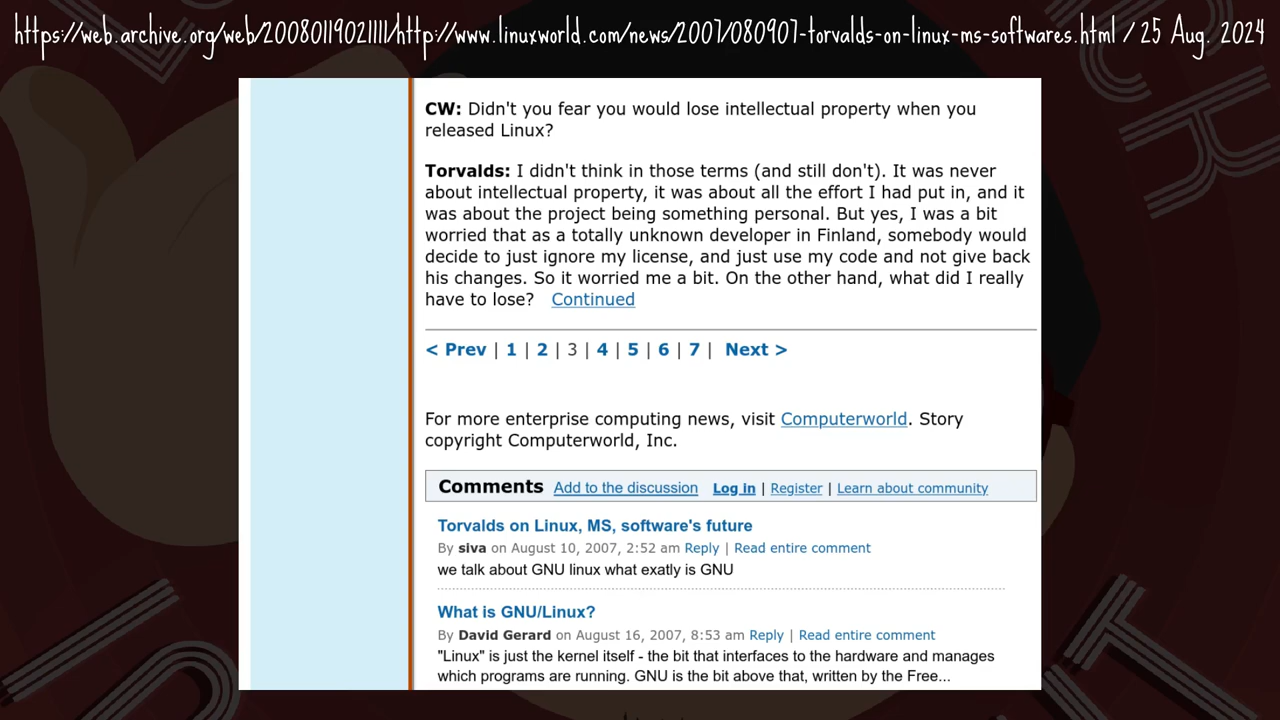 https://web.archive.org/web/20080119021111/http://www.linuxworld.com/news/2007/080907-torvalds-on-linux-ms-softwares.html / 25 Aug. 2024
CW: Didn't you fear you would lose intellectual property when you
released Linux?
Torvalds: I didn't think in those terms (and still don't). It was never
about intellectual property, it was about all the effort I had put in, and it
was about the project being something personal. But yes, I was a bit
worried that as a totally unknown developer in Finland, somebody would
decide to just ignore my license, and just use my code and not give back
his changes. So it worried me a bit. On the other hand, what did I really
have to lose? Continued
< Prev | 1 | 2 | 3 | 4 | 5 | 6 | 7 | Next >
For more enterprise computing news, visit Computerworld. Story
copyright Computerworld, Inc.
Comments Add to the discussion Log in | Register | Learn about community
Torvalds on Linux, MS, software's future
By siva on August 10, 2007, 2:52 am Reply | Read entire comment
we talk about GNU linux what exatly is GNU
What is GNU/Linux?
By David Gerard on August 16, 2007, 8:53 am Reply | Read entire comment
"Linux" is just the kernel itself - the bit that interfaces to the hardware and manages
which programs are running. GNU is the bit above that, written by the Free...